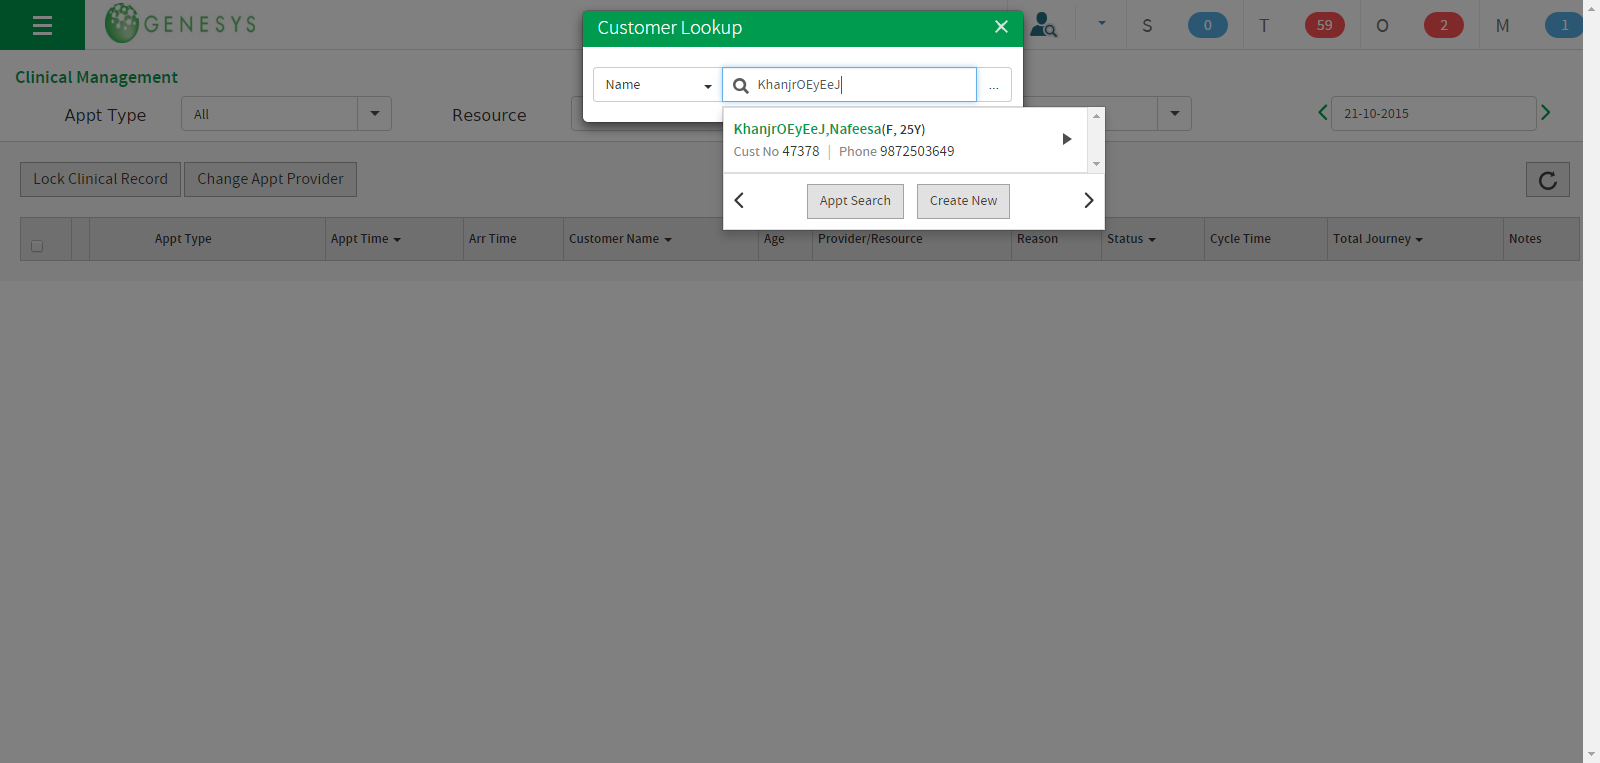 GENESYS
Customer Lookup
S 0 T 59 O 2 M 1
Clinical Management
Name KhanjrOEyEeJ ...
Appt Type All Resource 21-10-2015
KhanjrOEyEeJ,Nafeesa(F, 25Y)
Cust No 47378 | Phone 9872503649
Lock Clinical Record Change Appt Provider
Appt Search Create New
Appt Type Appt Time Arr Time Customer Name Age Provider/Resource Reason Status Cycle Time Total Journey Notes